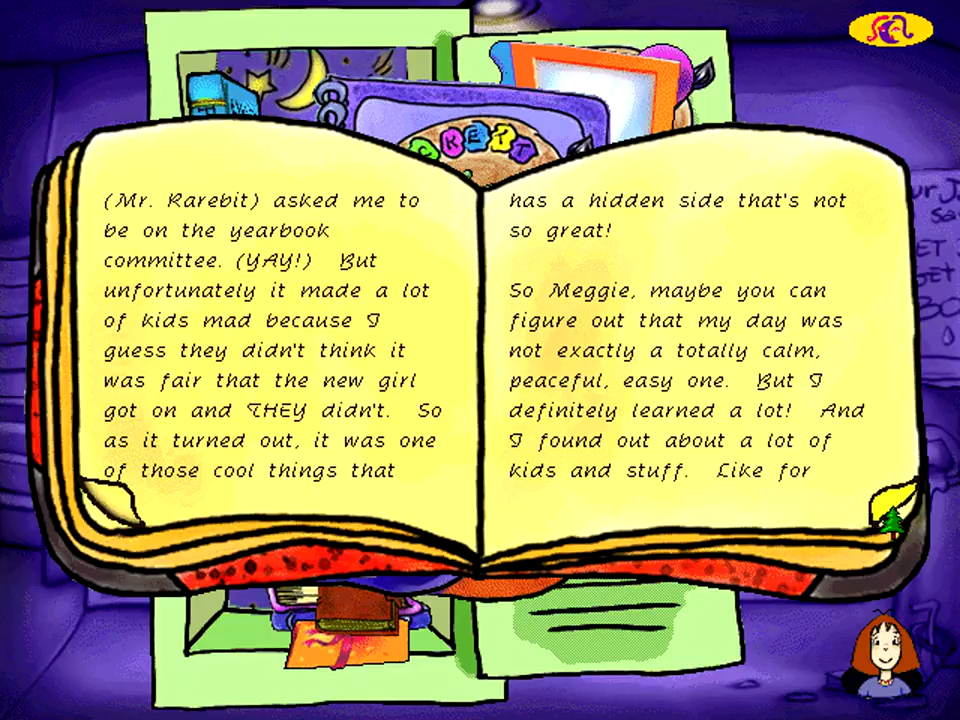 (Mr. Rarebit) asked me to
be on the yearbook
committee. (YAY!) But
unfortunately it made a lot
of kids mad because I
guess they didn't think it
was fair that the new girl
got on and THEY didn't. So
as it turned out, it was one
of those cool things that
has a hidden side that's not
so great!
So Meggie, maybe you can
figure out that my day was
not exactly a totally calm,
peaceful, easy one. But I
definitely learned a lot! And
I found out about a lot of
kids and stuff. Like for
CKETT